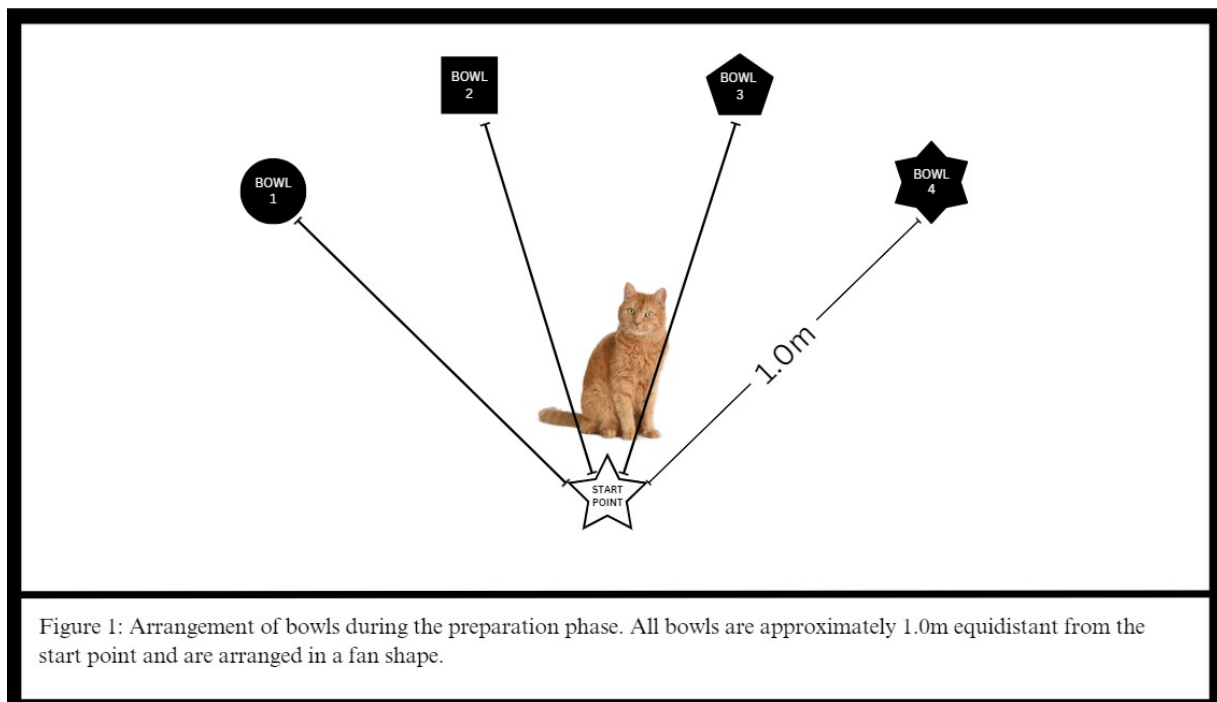 BOWL
2
BOWL
3
BOWL
1
BOWL
4
1.0m
START
POINT
Figure 1: Arrangement of bowls during the preparation phase. All bowls are approximately 1.0m equidistant from the
start point and are arranged in a fan shape.